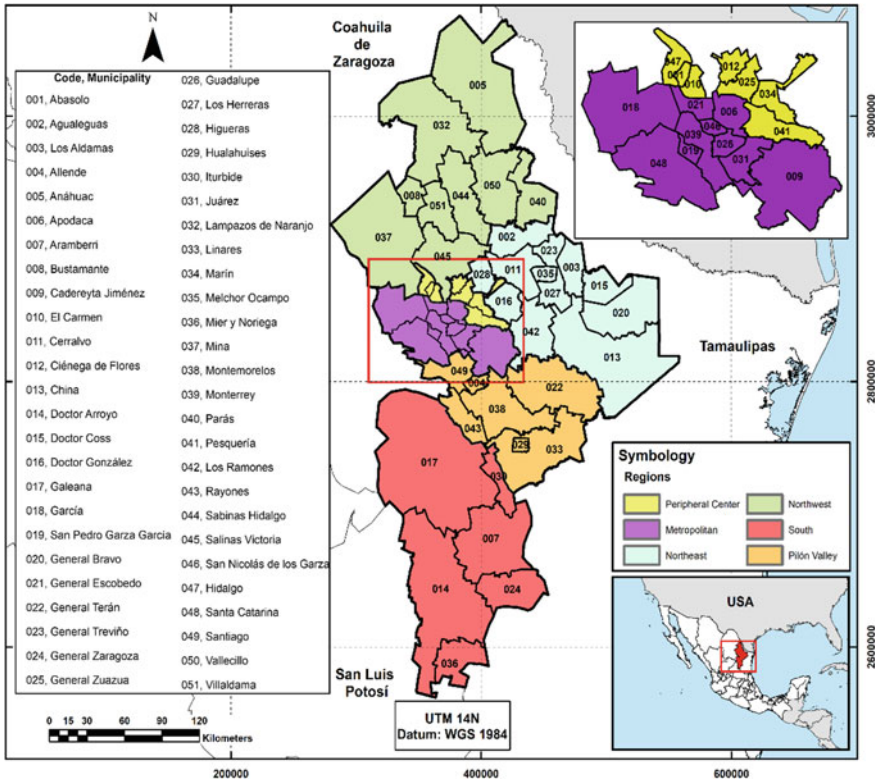 N
Coahuila
de
Zaragoza
Code, Municipality
001, Abasolo
002, Agualeguas
003, Los Aldamas
004, Allende
005, Anáhuac
006, Apodaca
007, Aramberri
008, Bustamante
009, Cadereyta Jiménez
010, El Carmen
011, Cerralvo
012, Ciénega de Flores
013, China
014, Doctor Arroyo
015, Doctor Coss
016, Doctor González
017, Galeana
018, García
019, San Pedro Garza García
020, General Bravo
021, General Escobedo
022, General Terán
023, General Treviño
024, General Zaragoza
025, General Zuazua
026, Guadalupe
027, Los Herreras
028, Higueras
029, Hualahuises
030, Iturbide
031, Juárez
032, Lampazos de Naranjo
033, Linares
034, Marín
035, Melchor Ocampo
036, Mier y Noriega
037, Mina
038, Montemorelos
039, Monterrey
040, Parás
041, Pesquería
042, Los Ramones
043, Rayones
044, Sabinas Hidalgo
045, Salinas Victoria
046, San Nicolás de los Garza
047, Hidalgo
048, Santa Catarina
049, Santiago
050, Vallecillo
051, Villaldama
0 15 30 60 90 120
Kilometers
005
032
008
051
044
050
040
037
045
002
023
028
011
035
003
016
027
015
020
042
013
049
004
022
038
043
029
033
017
030
007
014
024
036
047
001
010
012
025
034
018
021
006
041
039
046
019
026
048
031
009
3000000
2800000
2600000
Tamaulipas
San Luis
Potosí
Symbology
Regions
Peripheral Center
Northwest
Metropolitan
South
Northeast
Pilón Valley
USA
UTM 14N
Datum: WGS 1984
200000
400000
600000